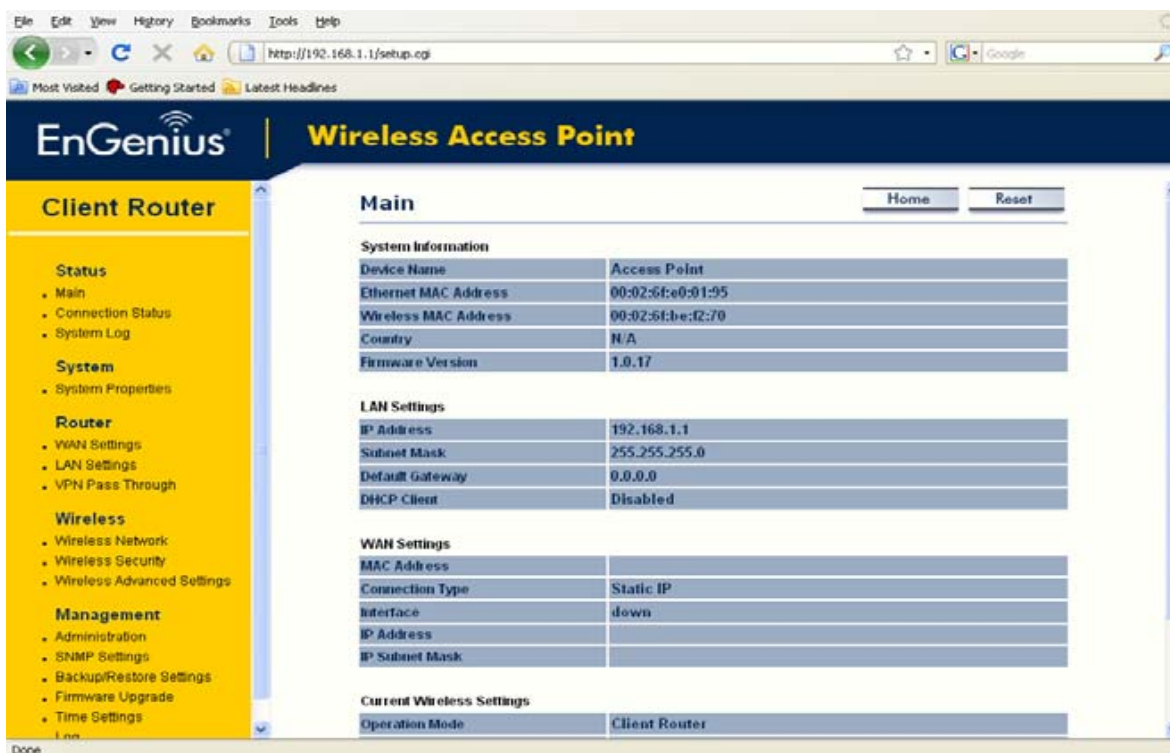 File Edit View History Bookmarks Tools Help
http://192.168.1.1/setup.cgi
Google
Most Visited Getting Started Latest Headlines
EnGenius® Wireless Access Point
Client Router
Status
Main
Connection Status
System Log
System
System Properties
Router
WAN Settings
LAN Settings
VPN Pass Through
Wireless
Wireless Network
Wireless Security
Wireless Advanced Settings
Management
Administration
SNMP Settings
Backup/Restore Settings
Firmware Upgrade
Time Settings
Log
Main Home Reset
System Information
Device Name Access Point
Ethernet MAC Address 00:02:6f:e0:01:95
Wireless MAC Address 00:02:6f:be:f2:70
Country N/A
Firmware Version 1.0.17
LAN Settings
IP Address 192.168.1.1
Subnet Mask 255.255.255.0
Default Gateway 0.0.0.0
DHCP Client Disabled
WAN Settings
MAC Address
Connection Type Static IP
Interface down
IP Address
IP Subnet Mask
Current Wireless Settings
Operation Mode Client Router
Done